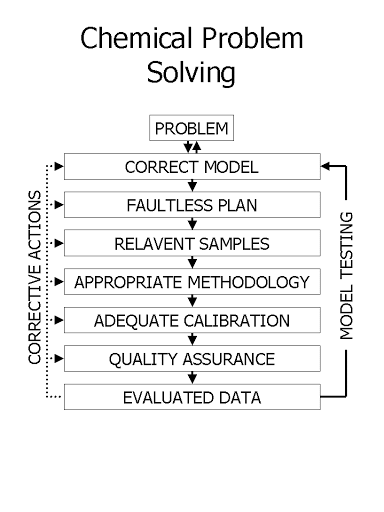 Chemical Problem
Solving
PROBLEM
CORRECT MODEL
FAULTLESS PLAN
RELAVENT SAMPLES
APPROPRIATE METHODOLOGY
ADEQUATE CALIBRATION
QUALITY ASSURANCE
EVALUATED DATA
CORRECTIVE ACTIONS
MODEL TESTING